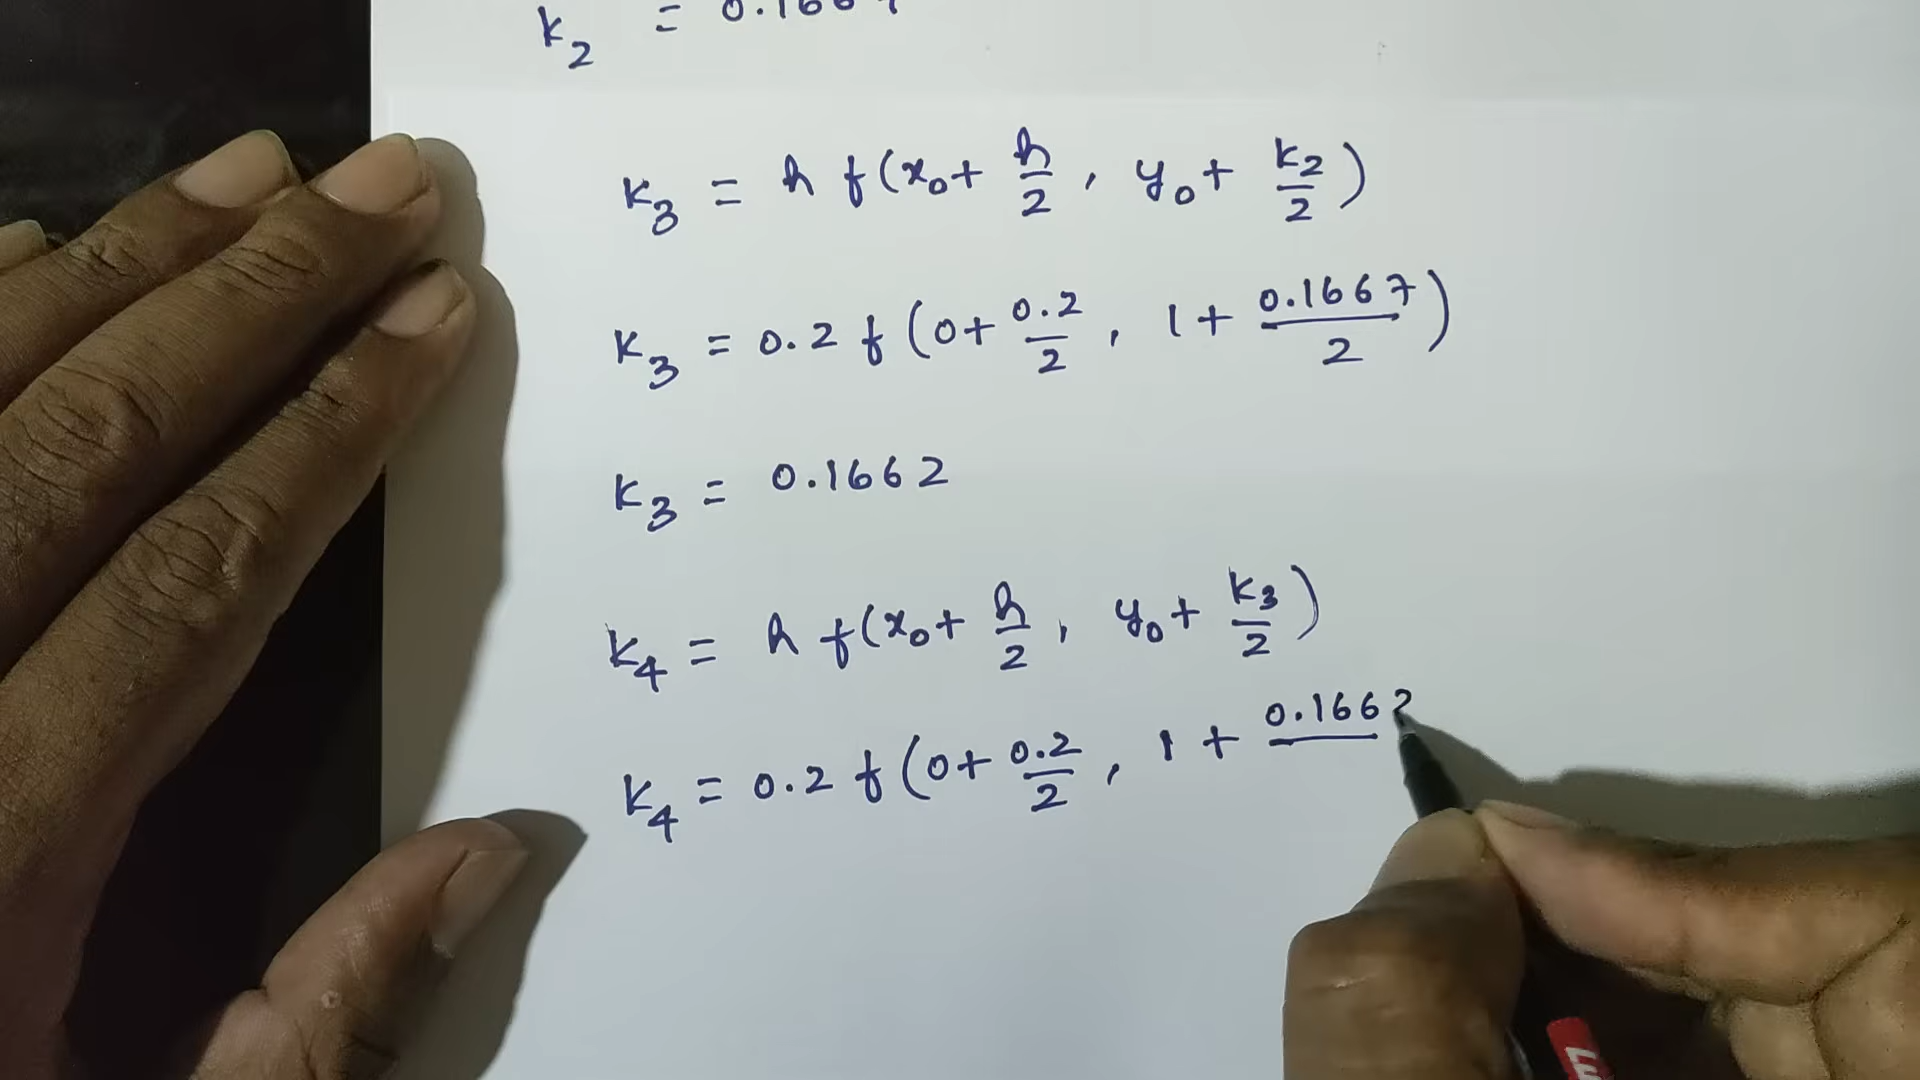 k₂ = 0.1667
k₃ = h f(x₀ + h/2, y₀ + k₂/2)
k₃ = 0.2 f(0 + 0.2/2, 1 + 0.1667/2)
k₃ = 0.1662
k₄ = h f(x₀ + h/2, y₀ + k₃/2)
k₄ = 0.2 f(0 + 0.2/2, 1 + 0.1662